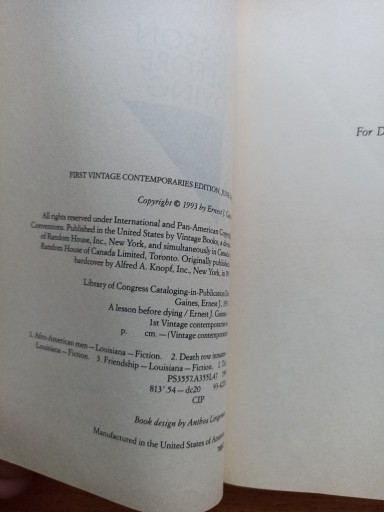 FIRST VINTAGE CONTEMPORARIES EDITION,
Copyright © 1993 by Ernest J.
All rights reserved under International and Pan-American
Conventions. Published in the United States by Vintage Books, a
of Random House, Inc., New York, and simultaneously in
Random House of Canada Limited, Toronto. Originally
hardcover by Alfred A. Knopf, Inc., New York, in
Library of Congress Cataloging-in-Publication
Gaines, Ernest J.,
A lesson before dying / Ernest J. Gaines
1st Vintage contemporaries
p. cm. — (Vintage
1. Afro-American men — Louisiana — Fiction. 2. Death row
Louisiana — Fiction. 3. Friendship — Louisiana — Fiction. I.
PS3557.A355L47
813'.54 — dc20
CIP
Book design by Anthea
Manufactured in the United States of
For